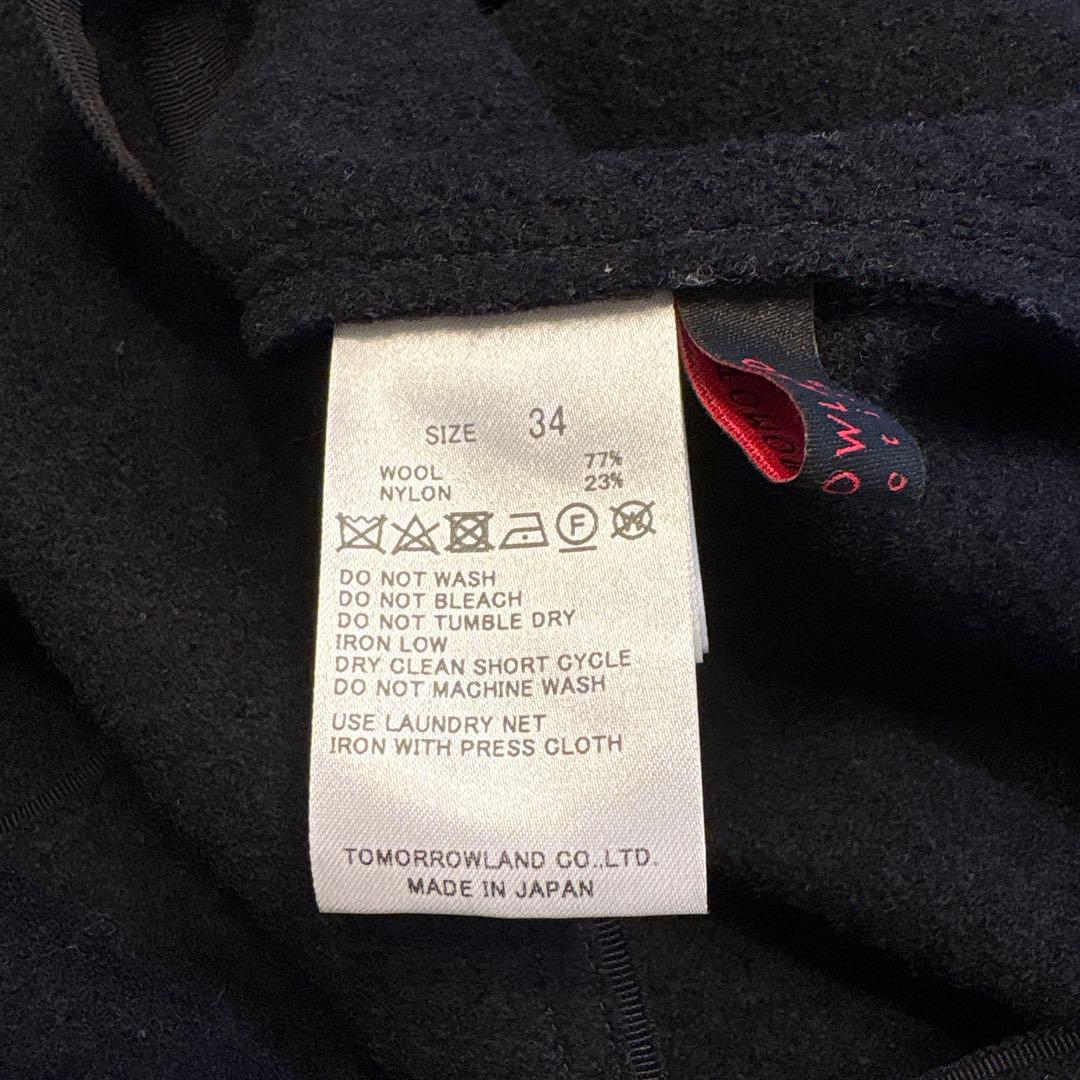 SIZE 34
WOOL 77%
NYLON 23%
F W
DO NOT WASH
DO NOT BLEACH
DO NOT TUMBLE DRY
IRON LOW
DRY CLEAN SHORT CYCLE
DO NOT MACHINE WASH
USE LAUNDRY NET
IRON WITH PRESS CLOTH
TOMORROWLAND CO.,LTD.
MADE IN JAPAN